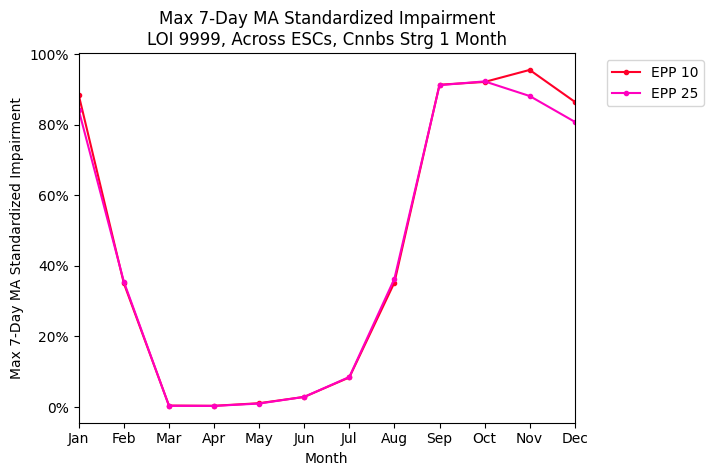 Max 7-Day MA Standardized Impairment
LOI 9999, Across ESCs, Cnnbs Strg 1 Month
EPP 10
EPP 25
Max 7-Day MA Standardized Impairment
100%
80%
60%
40%
20%
0%
Jan Feb Mar Apr May Jun Jul Aug Sep Oct Nov Dec
Month